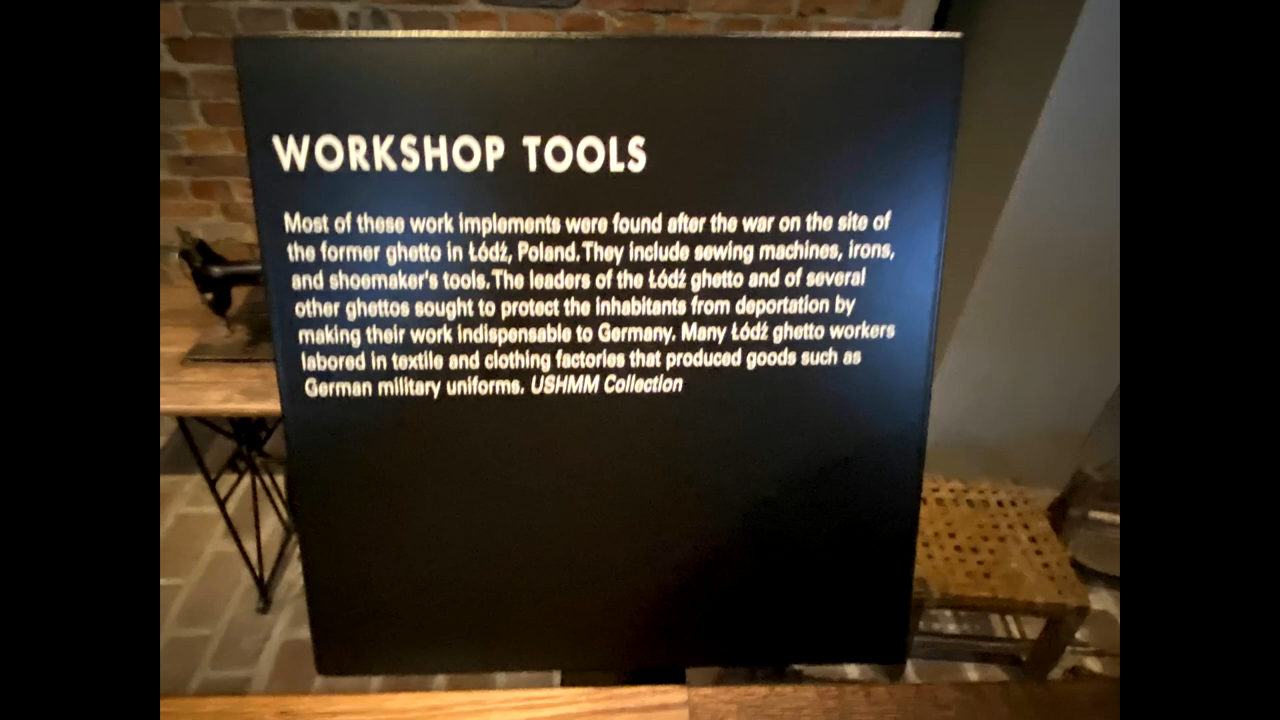 WORKSHOP TOOLS
Most of these work implements were found after the war on the site of
the former ghetto in Łódź, Poland. They include sewing machines, irons,
and shoemaker's tools. The leaders of the Łódź ghetto and of several
other ghettos sought to protect the inhabitants from deportation by
making their work indispensable to Germany. Many Łódź ghetto workers
labored in textile and clothing factories that produced goods such as
German military uniforms. USHMM Collection